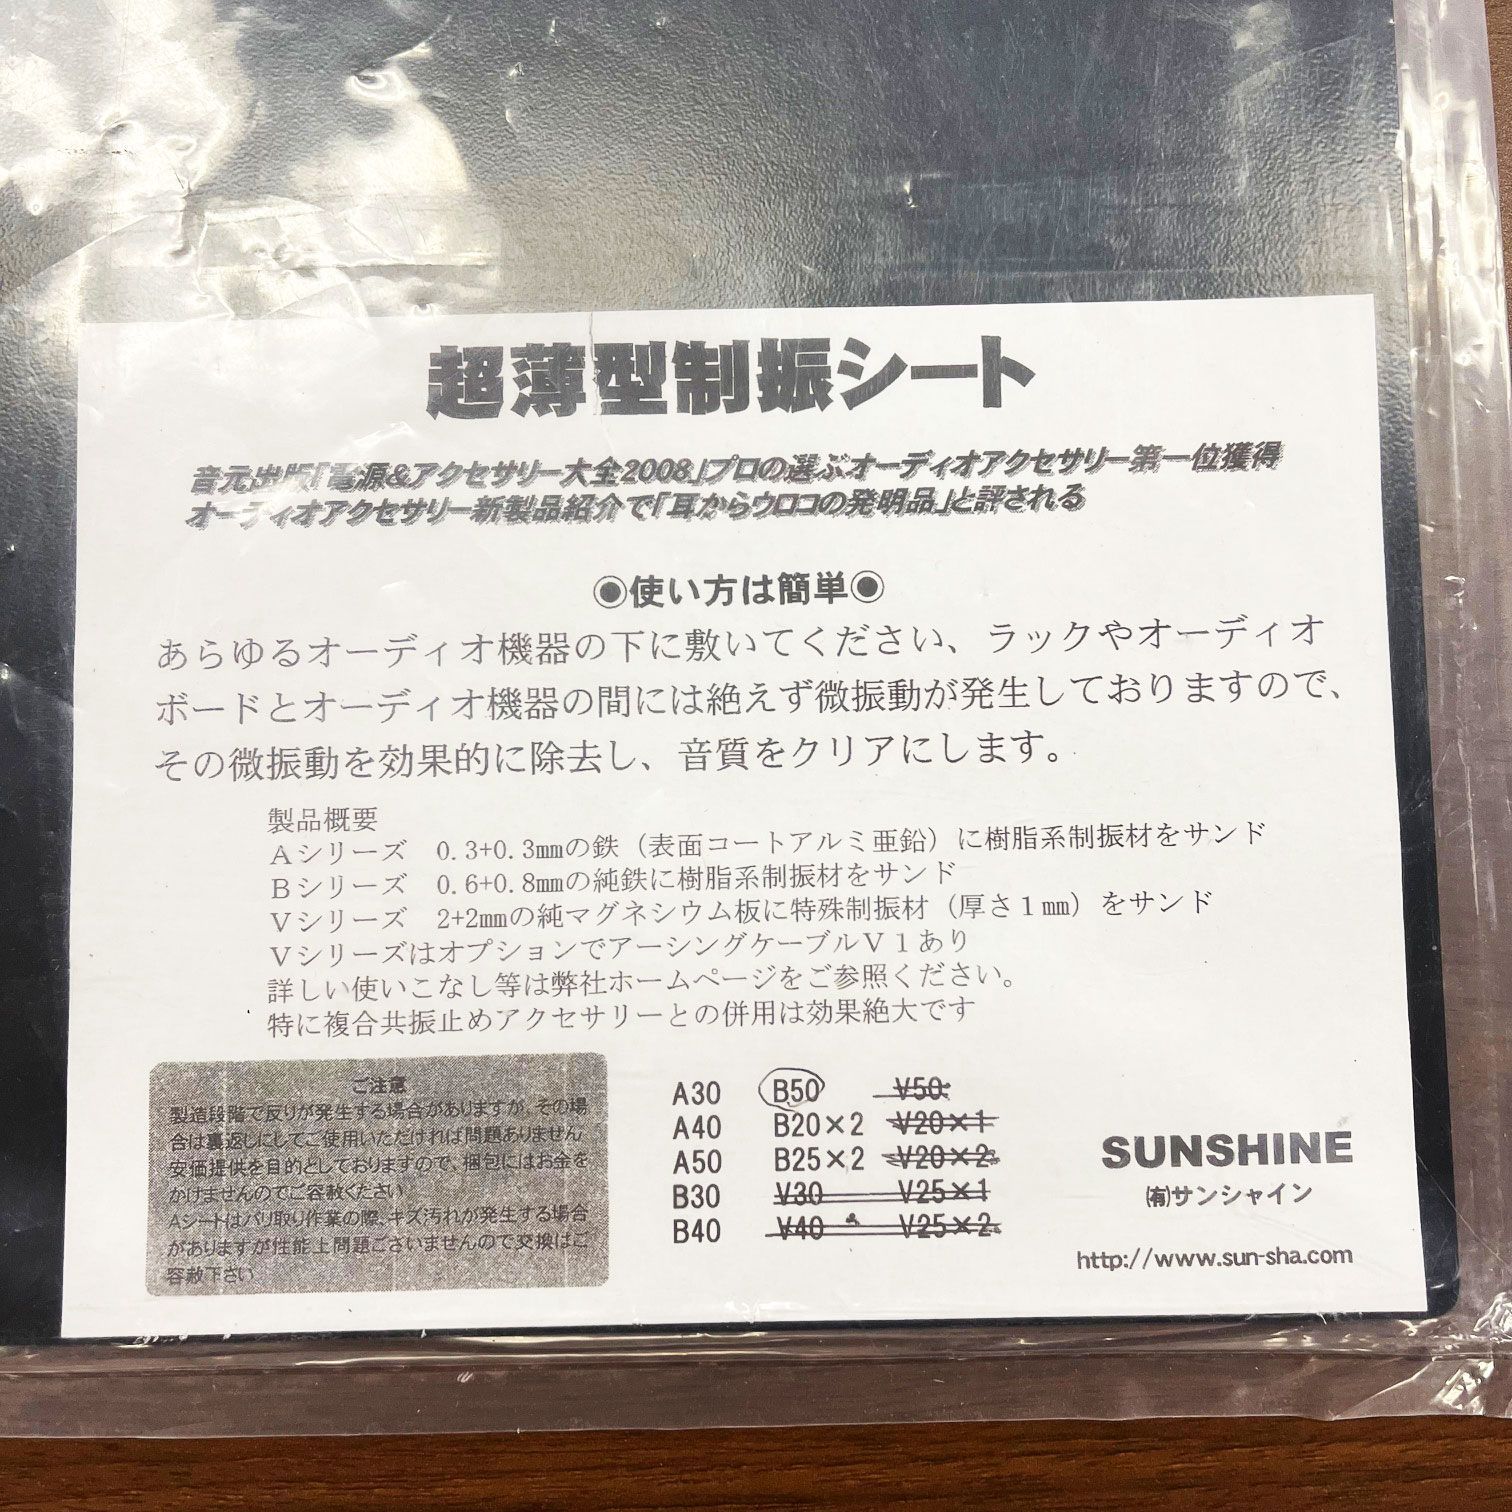 超薄型制振シート
音元出版「電源&アクセサリー大全2008」プロの選ぶオーディオアクセサリー第一位獲得
オーディオアクセサリー新製品紹介で「耳からウロコの発明品」と評される
◉使い方は簡単◉
あらゆるオーディオ機器の下に敷いてください、ラックやオーディオ
ボードとオーディオ機器の間には絶えず微振動が発生しておりますので、
その微振動を効果的に除去し、音質をクリアにします。
製品概要
Aシリーズ 0.3+0.3㎜の鉄（表面コートアルミ亜鉛）に樹脂系制振材をサンド
Bシリーズ 0.6+0.8㎜の純鉄に樹脂系制振材をサンド
Vシリーズ 2+2㎜の純マグネシウム板に特殊制振材（厚さ1㎜）をサンド
VシリーズはオプションでアーシングケーブルV1あり
詳しい使いこなし等は弊社ホームページをご参照ください。
特に複合共振止めアクセサリーとの併用は効果絶大です
ご注意
製造段階で反りが発生する場合がありますが、その場
合は裏返しにしてご使用いただければ問題ありません
安価提供を目的としておりますので、梱包にはお金を
かけませんのでご容赦ください
Aシートはバリ取り作業の際、キズ汚れが発生する場合
がありますが性能上問題ございませんので交換はご
容赦下さい
A30 B50 V50
A40 B20×2 V20×1
A50 B25×2 V20×2
B30 V30 V25×1
B40 V40 V25×2
SUNSHINE
㈲サンシャイン
http://www.sun-sha.com